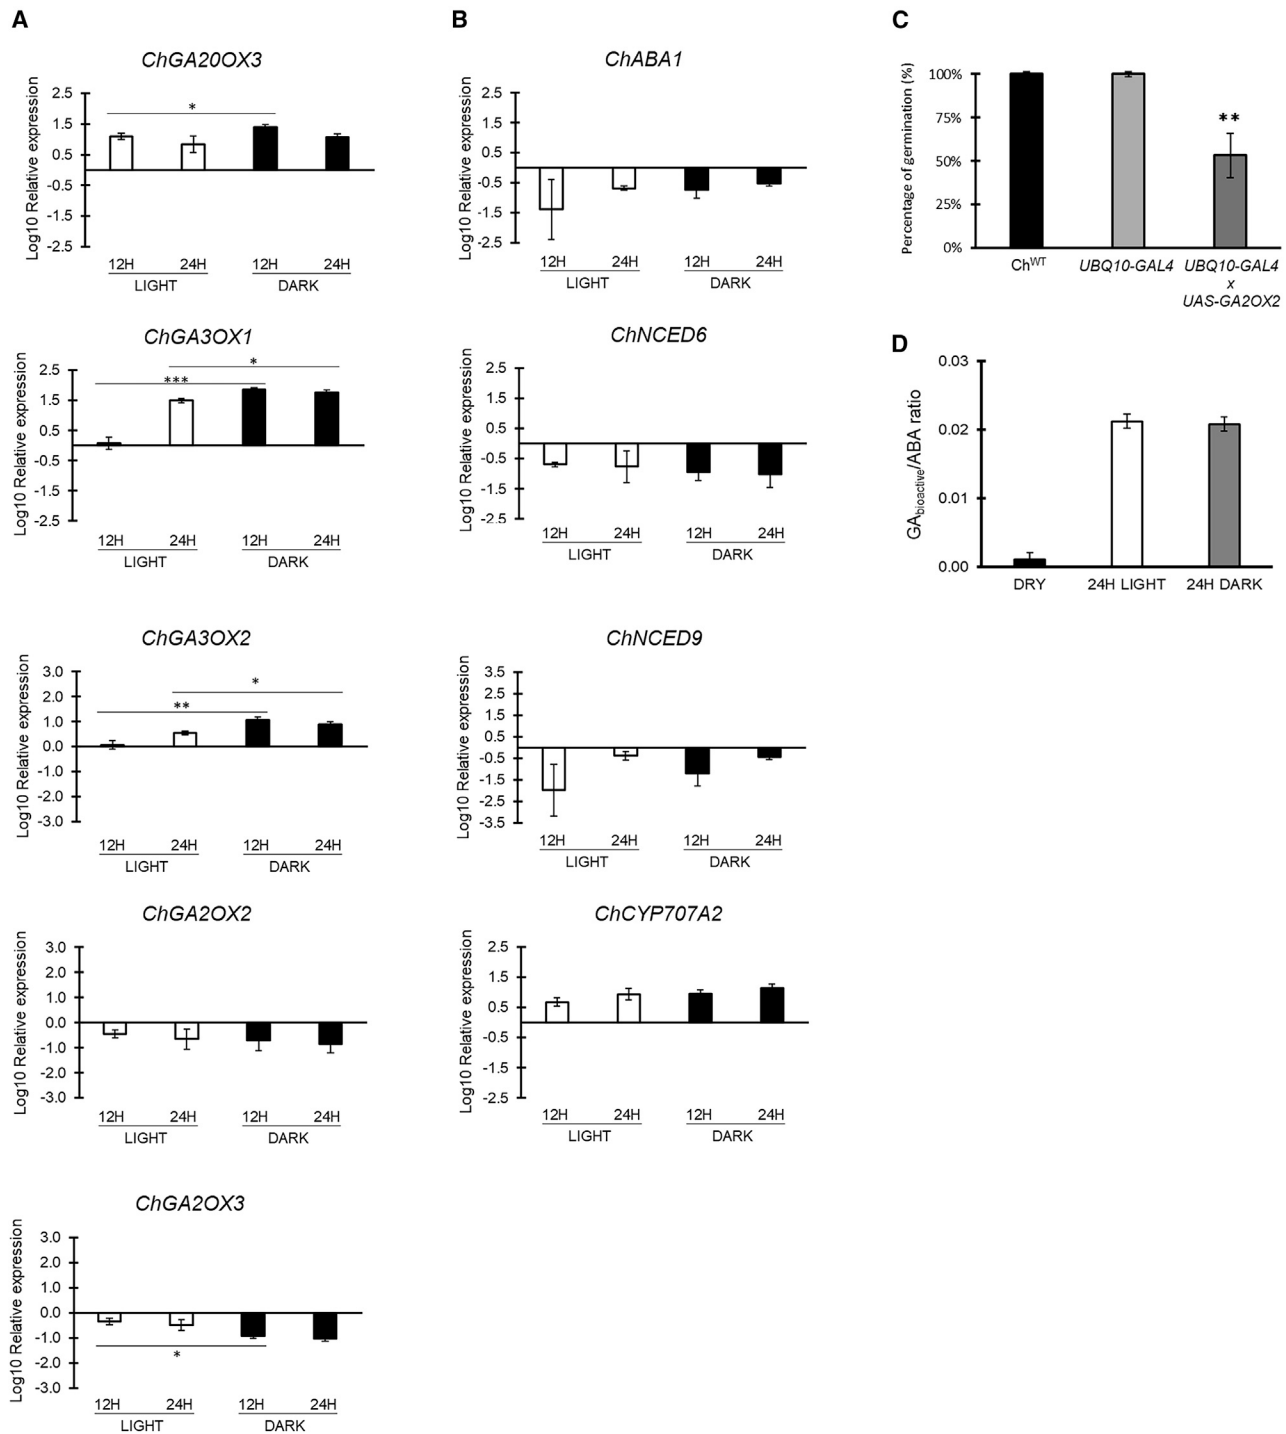 A
ChGA20OX3
Log10 Relative expression
2.5
1.5
0.5
-0.5
-1.5
-2.5
*
12H 24H 12H 24H
LIGHT DARK
ChGA3OX1
Log10 Relative expression
2.5
1.5
0.5
-0.5
-1.5
-2.5
*
***
12H 24H 12H 24H
LIGHT DARK
ChGA3OX2
Log10 Relative expression
3.0
2.0
1.0
0.0
-1.0
-2.0
-3.0
*
**
12H 24H 12H 24H
LIGHT DARK
ChGA2OX2
Log10 Relative expression
3.0
2.0
1.0
0.0
-1.0
-2.0
-3.0
12H 24H 12H 24H
LIGHT DARK
ChGA2OX3
Log10 Relative expression
3.0
2.0
1.0
0.0
-1.0
-2.0
-3.0
*
12H 24H 12H 24H
LIGHT DARK
B
ChABA1
Log10 Relative expression
2.5
1.5
0.5
-0.5
-1.5
-2.5
12H 24H 12H 24H
LIGHT DARK
ChNCED6
Log10 Relative expression
2.5
1.5
0.5
-0.5
-1.5
-2.5
12H 24H 12H 24H
LIGHT DARK
ChNCED9
Log10 Relative expression
3.5
2.5
1.5
0.5
-0.5
-1.5
-2.5
-3.5
12H 24H 12H 24H
LIGHT DARK
ChCYP707A2
Log10 Relative expression
2.5
1.5
0.5
-0.5
-1.5
-2.5
12H 24H 12H 24H
LIGHT DARK
C
Percentage of germination (%)
100%
75%
50%
25%
0%
**
ChWT UBQ10-GAL4 UBQ10-GAL4
x
UAS-GA2OX2
D
GAbioactive/ABA ratio
0.03
0.02
0.01
0.00
DRY 24H LIGHT 24H DARK